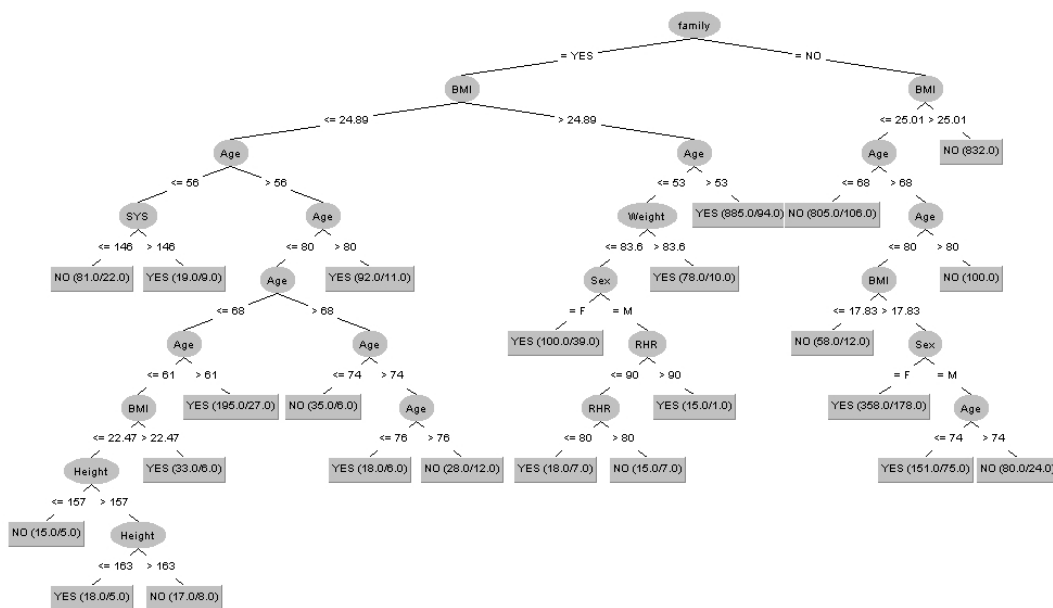 family
= YES = NO
BMI BMI
<= 24.89 > 24.89 <= 25.01 > 25.01
Age Age Age NO (832.0)
<= 56 > 56 <= 53 > 53 <= 68 > 68
SYS Age Weight YES (885.0/94.0) NO (805.0/106.0) Age
<= 146 > 146 <= 80 > 80 <= 83.6 > 83.6 <= 80 > 80
NO (81.0/22.0) YES (19.0/9.0) Age YES (92.0/11.0) Sex YES (78.0/10.0) BMI NO (100.0)
<= 68 > 68 = F = M <= 17.83 > 17.83
Age Age YES (100.0/39.0) RHR NO (58.0/12.0) Sex
<= 61 > 61 <= 74 > 74 <= 90 > 90 = F = M
BMI YES (195.0/27.0) NO (35.0/6.0) Age RHR YES (15.0/1.0) YES (358.0/178.0) Age
<= 22.47 > 22.47 <= 76 > 76 <= 80 > 80 <= 74 > 74
Height YES (33.0/6.0) YES (18.0/6.0) NO (28.0/12.0) YES (18.0/7.0) NO (15.0/7.0) YES (151.0/75.0) NO (80.0/24.0)
<= 157 > 157
NO (15.0/5.0) Height
<= 163 > 163
YES (18.0/5.0) NO (17.0/8.0)